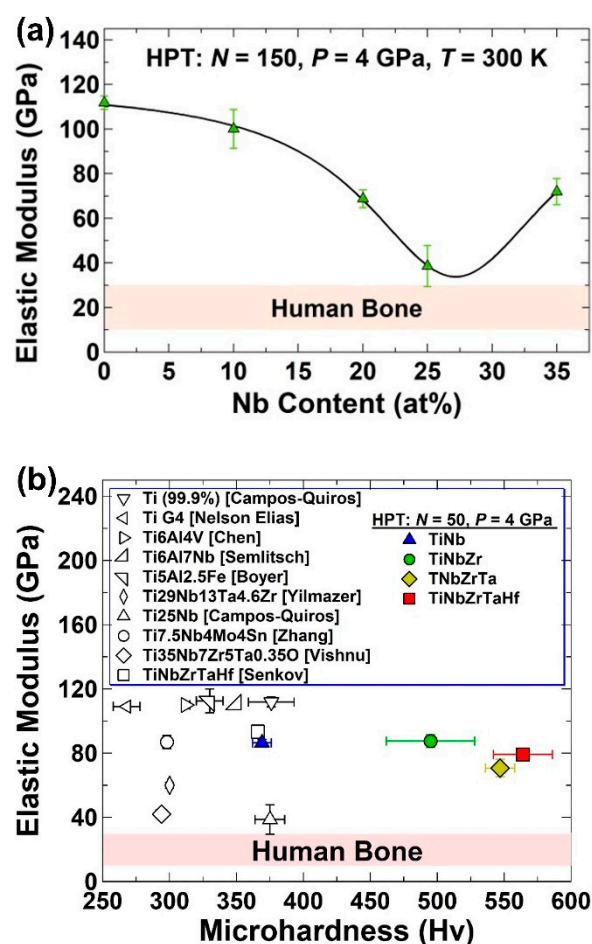 (a)
HPT: N = 150, P = 4 GPa, T = 300 K
Elastic Modulus (GPa)
140
120
100
80
60
40
20
0
Human Bone
0 5 10 15 20 25 30 35
Nb Content (at%)
(b)
Elastic Modulus (GPa)
240
200
160
120
80
40
0
Ti (99.9%) [Campos-Quiros]
Ti G4 [Nelson Elias]
Ti6Al4V [Chen]
Ti6Al7Nb [Semlitsch]
Ti5Al2.5Fe [Boyer]
Ti29Nb13Ta4.6Zr [Yilmazer]
Ti25Nb [Campos-Quiros]
Ti7.5Nb4Mo4Sn [Zhang]
Ti35Nb7Zr5Ta0.35O [Vishnu]
TiNbZrTaHf [Senkov]
HPT: N = 50, P = 4 GPa
TiNb
TiNbZr
TNbZrTa
TiNbZrTaHf
Human Bone
250 300 350 400 450 500 550 600
Microhardness (Hv)